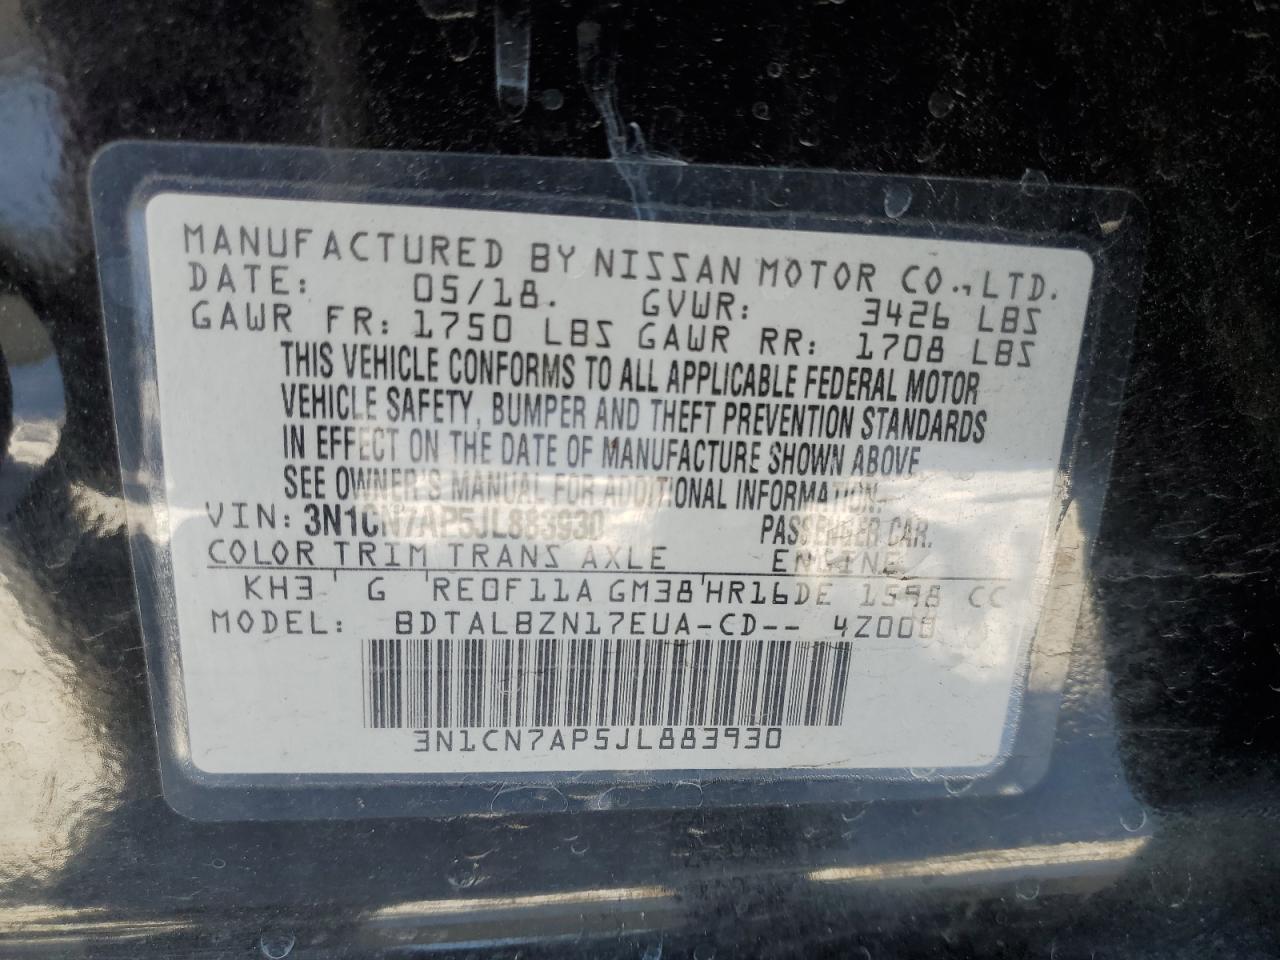 MANUFACTURED BY NISSAN MOTOR CO.,LTD.
DATE: 05/18. GVWR: 3426 LBS
GAWR FR: 1750 LBS GAWR RR: 1708 LBS
THIS VEHICLE CONFORMS TO ALL APPLICABLE FEDERAL MOTOR
VEHICLE SAFETY, BUMPER AND THEFT PREVENTION STANDARDS
IN EFFECT ON THE DATE OF MANUFACTURE SHOWN ABOVE
SEE OWNER'S MANUAL FOR ADDITIONAL INFORMATION.
VIN: 3N1CN7AP5JL883930 PASSENGER CAR.
COLOR TRIM TRANS AXLE ENGINE
KH3 G RE0F11A GM38 HR16DE 1598 CC
MODEL: BDTALBZN17EUA-CD-- 4Z008
3N1CN7AP5JL883930